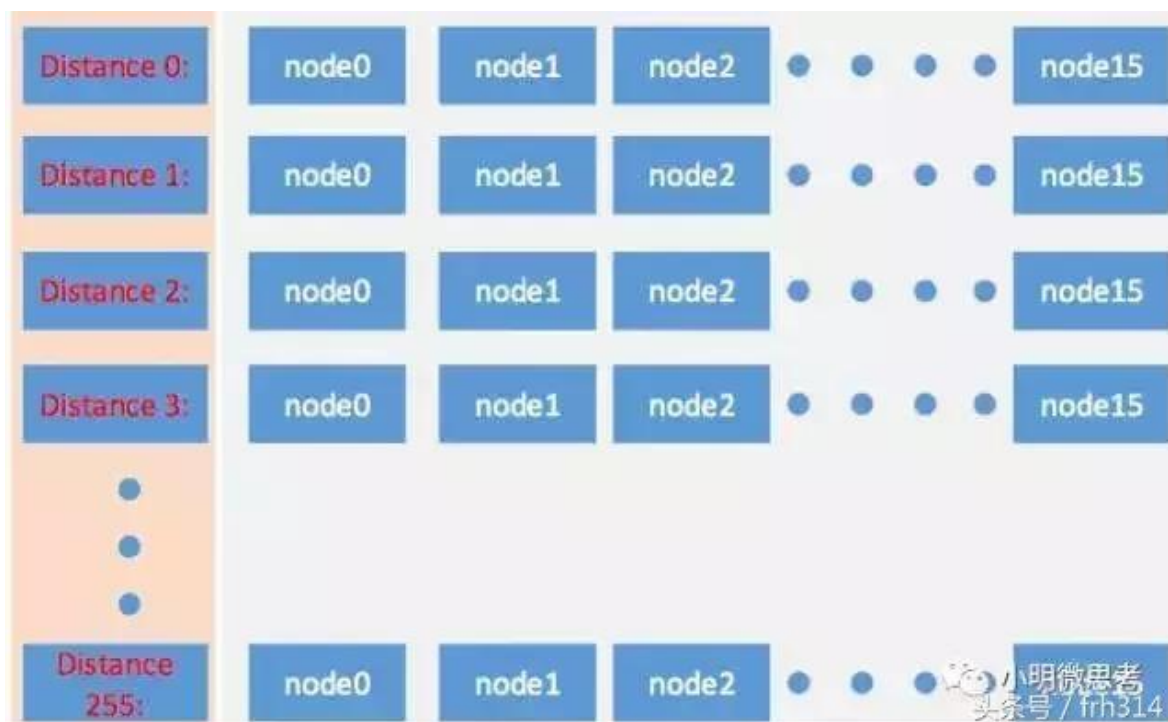 Distance 0: node0 node1 node2 node15
Distance 1: node0 node1 node2 node15
Distance 2: node0 node1 node2 node15
Distance 3: node0 node1 node2 node15
Distance
255: node0 node1 node2
小明微思考
头条号 / frh314